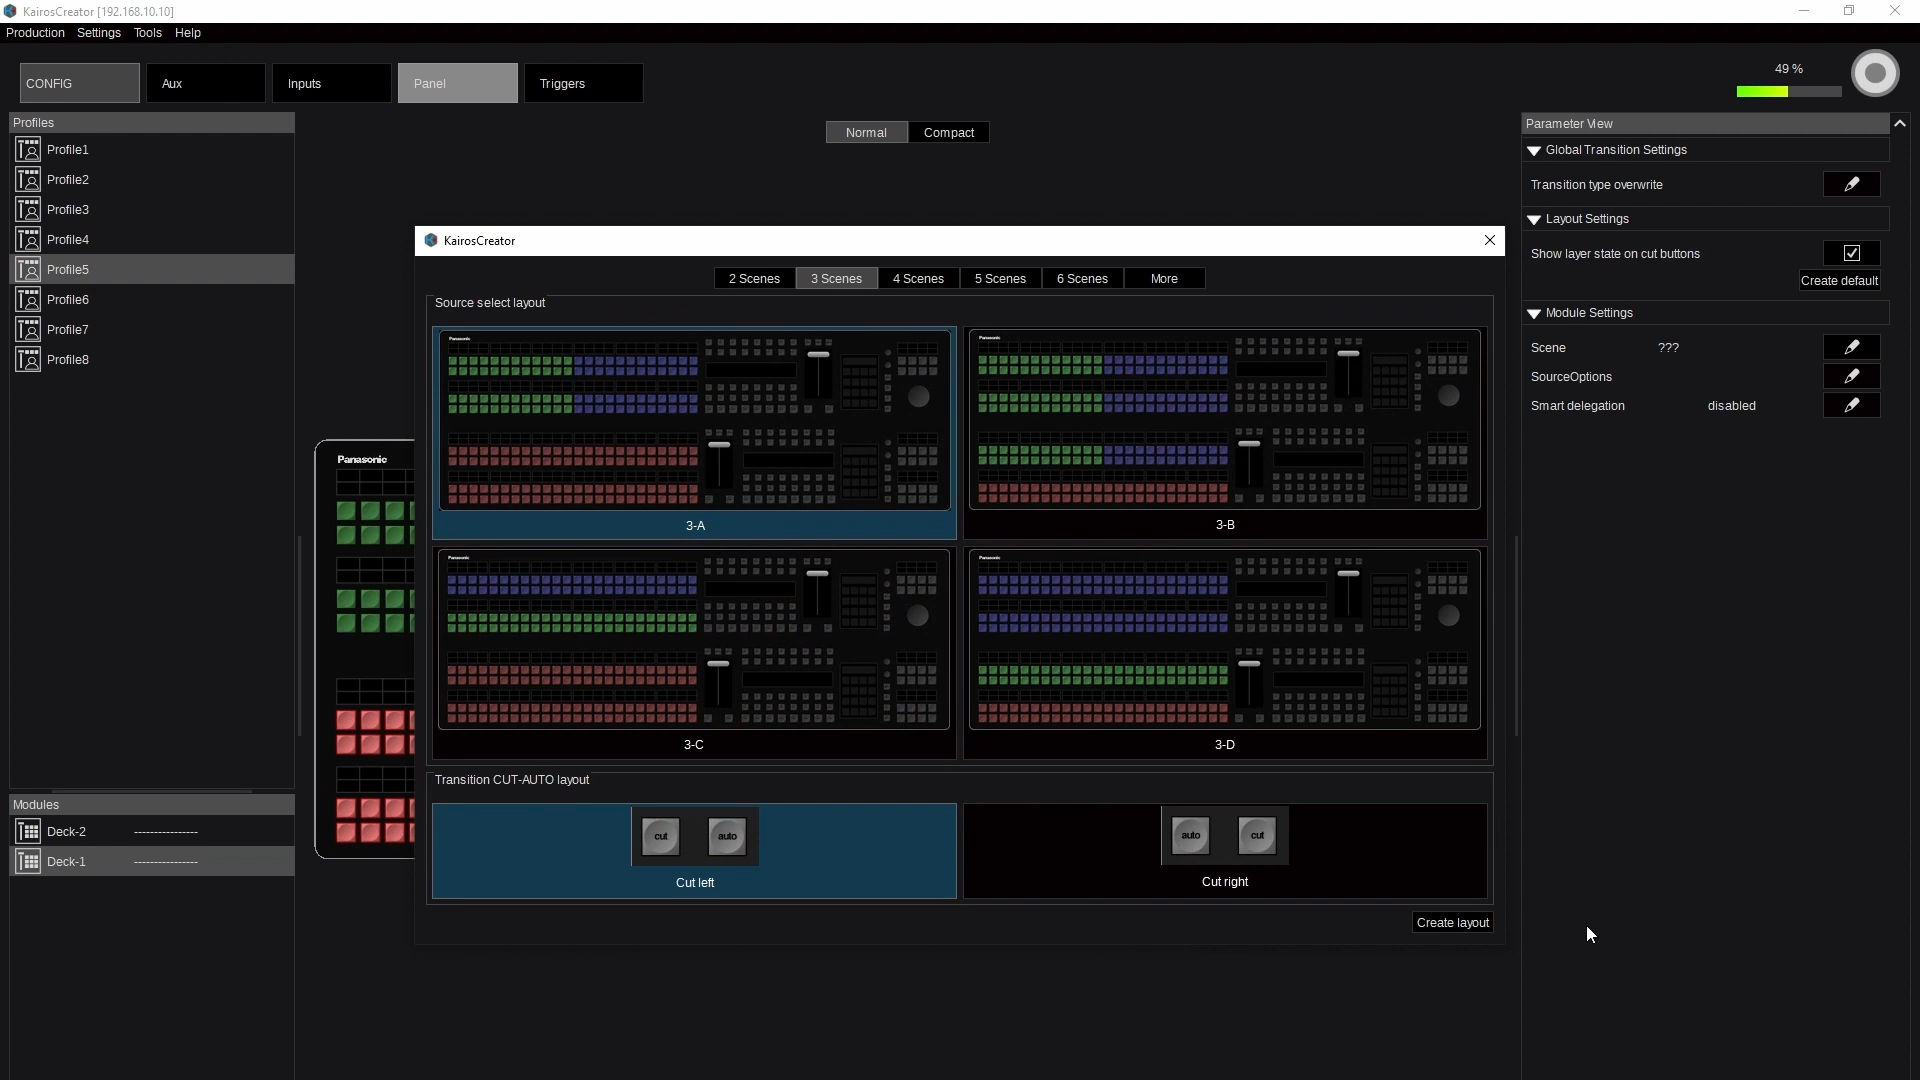 KairosCreator [192.168.10.10]
Production Settings Tools Help
CONFIG Aux Inputs Panel Triggers
49 %
Profiles
Profile1
Profile2
Profile3
Profile4
Profile5
Profile6
Profile7
Profile8
Modules
Deck-2 ----------------
Deck-1 ----------------
Normal Compact
Panasonic
KairosCreator
2 Scenes 3 Scenes 4 Scenes 5 Scenes 6 Scenes More
Source select layout
Panasonic
3-A
Panasonic
3-B
Panasonic
3-C
Panasonic
3-D
Transition CUT-AUTO layout
cut auto
Cut left
auto cut
Cut right
Create layout
Parameter View
Global Transition Settings
Transition type overwrite
Layout Settings
Show layer state on cut buttons
Create default
Module Settings
Scene ???
SourceOptions
Smart delegation disabled